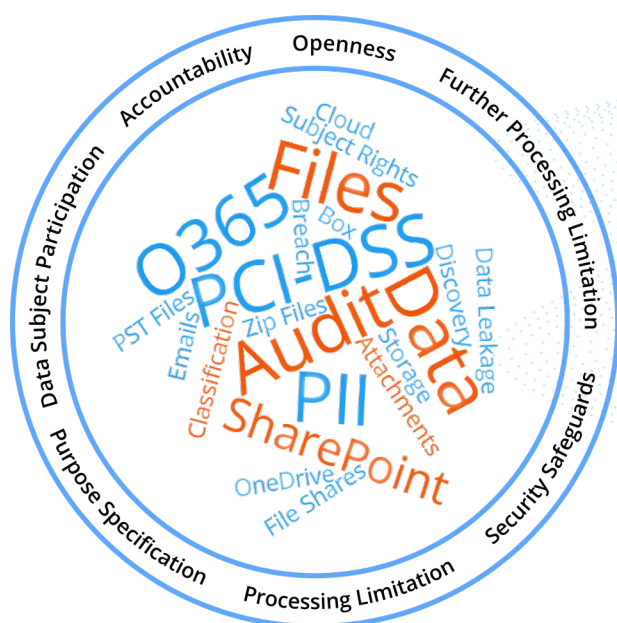 Openness
Further Processing Limitation
Security Safeguards
Processing Limitation
Purpose Specification
Data Subject Participation
Accountability
Cloud
Subject Rights
Files
O365
Breach
Box
PCI-DSS
Discovery
Data Leakage
PST Files
Emails
Zip Files
Audit
Data
Classification
Storage
Attachments
PII
SharePoint
OneDrive
File Shares